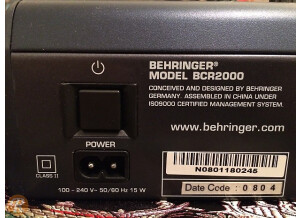 BEHRINGER®
MODEL BCR2000
CONCEIVED AND DESIGNED BY BEHRINGER
GERMANY. ASSEMBLED IN CHINA UNDER
ISO9000 CERTIFIED MANAGEMENT SYSTEM.
www.behringer.com
POWER
CLASS II
100 - 240 V~ 50/60 Hz 15 W
N0801180245
Date Code : 0804